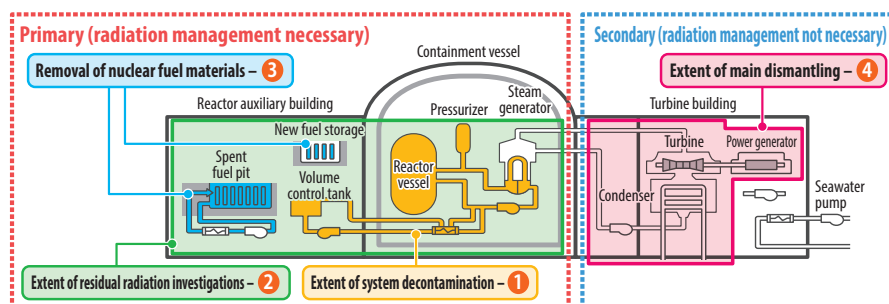 Primary (radiation management necessary)
Secondary (radiation management not necessary)
Removal of nuclear fuel materials – 3
Containment vessel
Extent of main dismantling – 4
Reactor auxiliary building
Pressurizer
Steam
generator
Turbine building
New fuel storage
Spent
fuel pit
Volume
control tank
Reactor
vessel
Turbine
Power generator
Condenser
Seawater
pump
Extent of residual radiation investigations – 2
Extent of system decontamination – 1